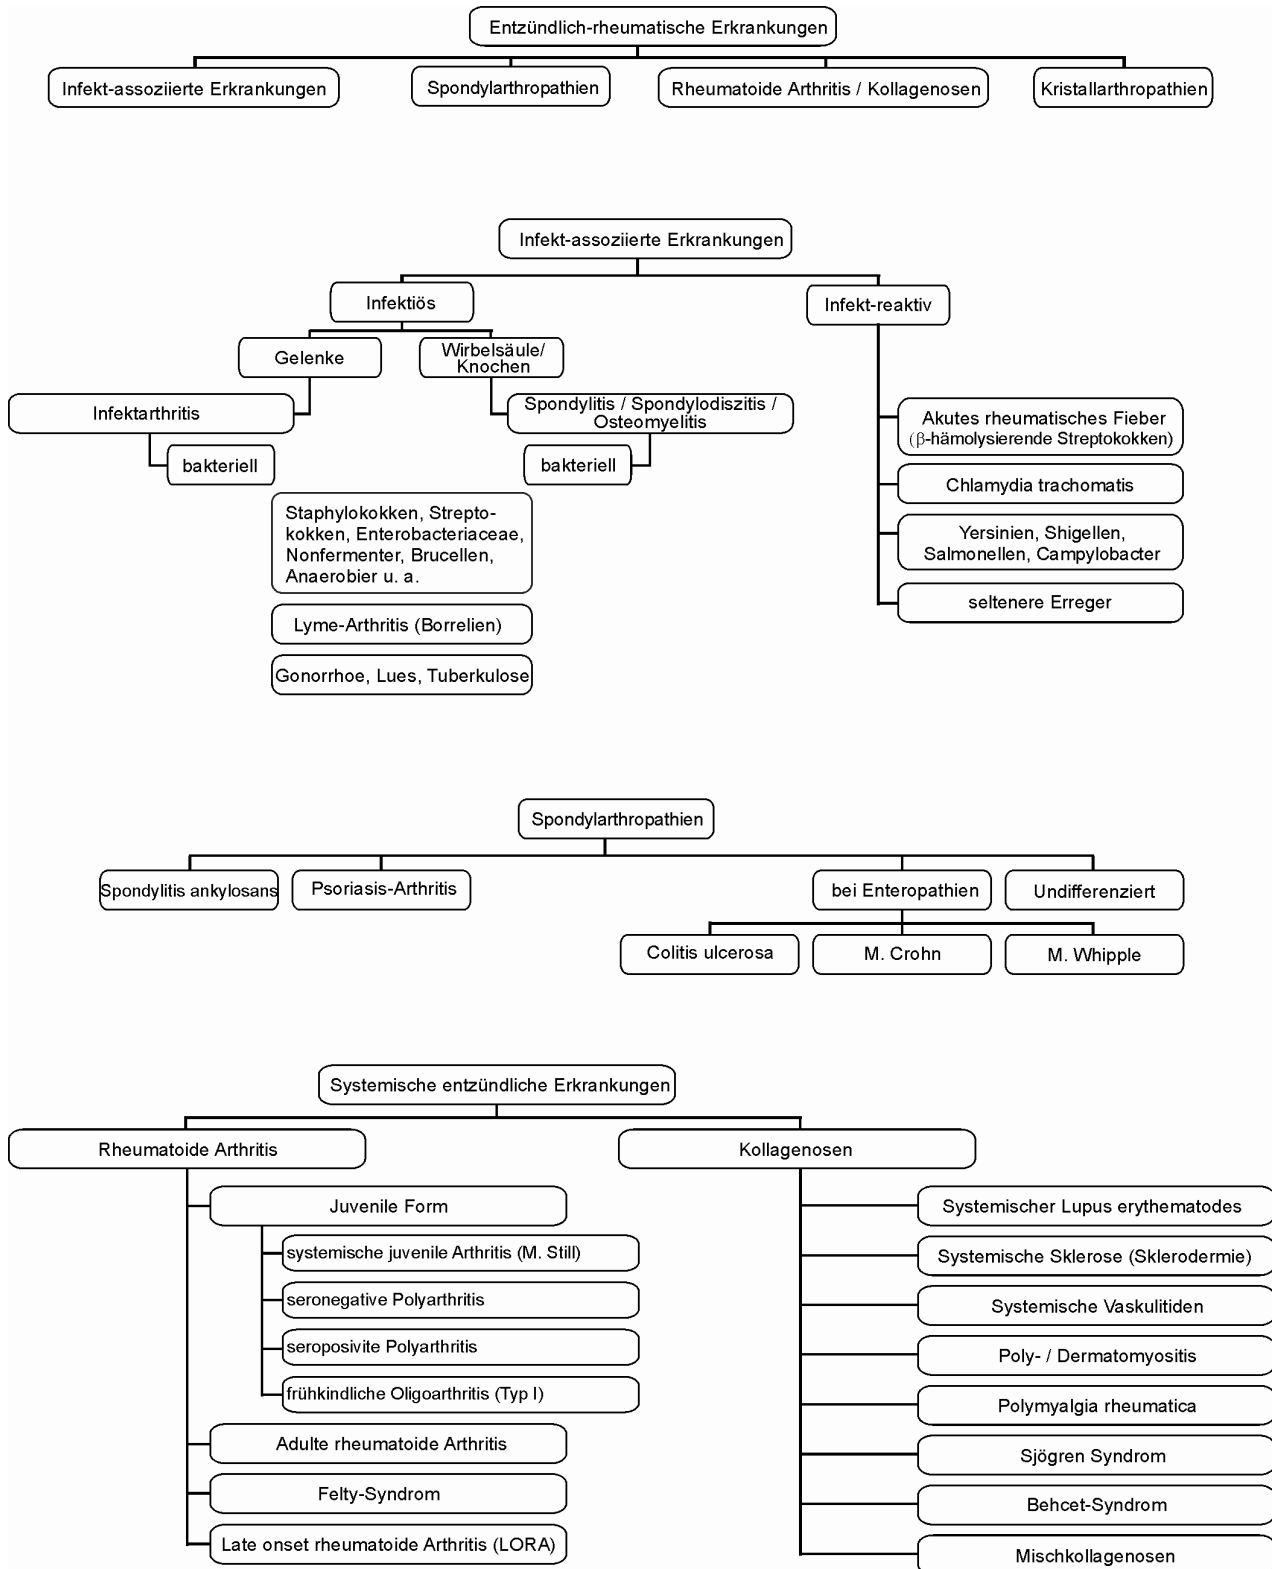 Entzündlich-rheumatische Erkrankungen
Infekt-assoziierte Erkrankungen
Spondylarthropathien
Rheumatoide Arthritis / Kollagenosen
Kristallarthropathien
Infekt-assoziierte Erkrankungen
Infektiös
Infekt-reaktiv
Gelenke
Wirbelsäule/
Knochen
Infektarthritis
Spondylitis / Spondylodiszitis /
Osteomyelitis
bakteriell
bakteriell
Staphylokokken, Strepto-
kokken, Enterobacteriaceae,
Nonfermenter, Brucellen,
Anaerobier u. a.
Lyme-Arthritis (Borrelien)
Gonorrhoe, Lues, Tuberkulose
Akutes rheumatisches Fieber
(β-hämolysierende Streptokokken)
Chlamydia trachomatis
Yersinien, Shigellen,
Salmonellen, Campylobacter
seltenere Erreger
Spondylarthropathien
Spondylitis ankylosans
Psoriasis-Arthritis
bei Enteropathien
Undifferenziert
Colitis ulcerosa
M. Crohn
M. Whipple
Systemische entzündliche Erkrankungen
Rheumatoide Arthritis
Juvenile Form
systemische juvenile Arthritis (M. Still)
seronegative Polyarthritis
seroposivite Polyarthritis
frühkindliche Oligoarthritis (Typ I)
Adulte rheumatoide Arthritis
Felty-Syndrom
Late onset rheumatoide Arthritis (LORA)
Kollagenosen
Systemischer Lupus erythematodes
Systemische Sklerose (Sklerodermie)
Systemische Vaskulitiden
Poly- / Dermatomyositis
Polymyalgia rheumatica
Sjögren Syndrom
Behcet-Syndrom
Mischkollagenosen